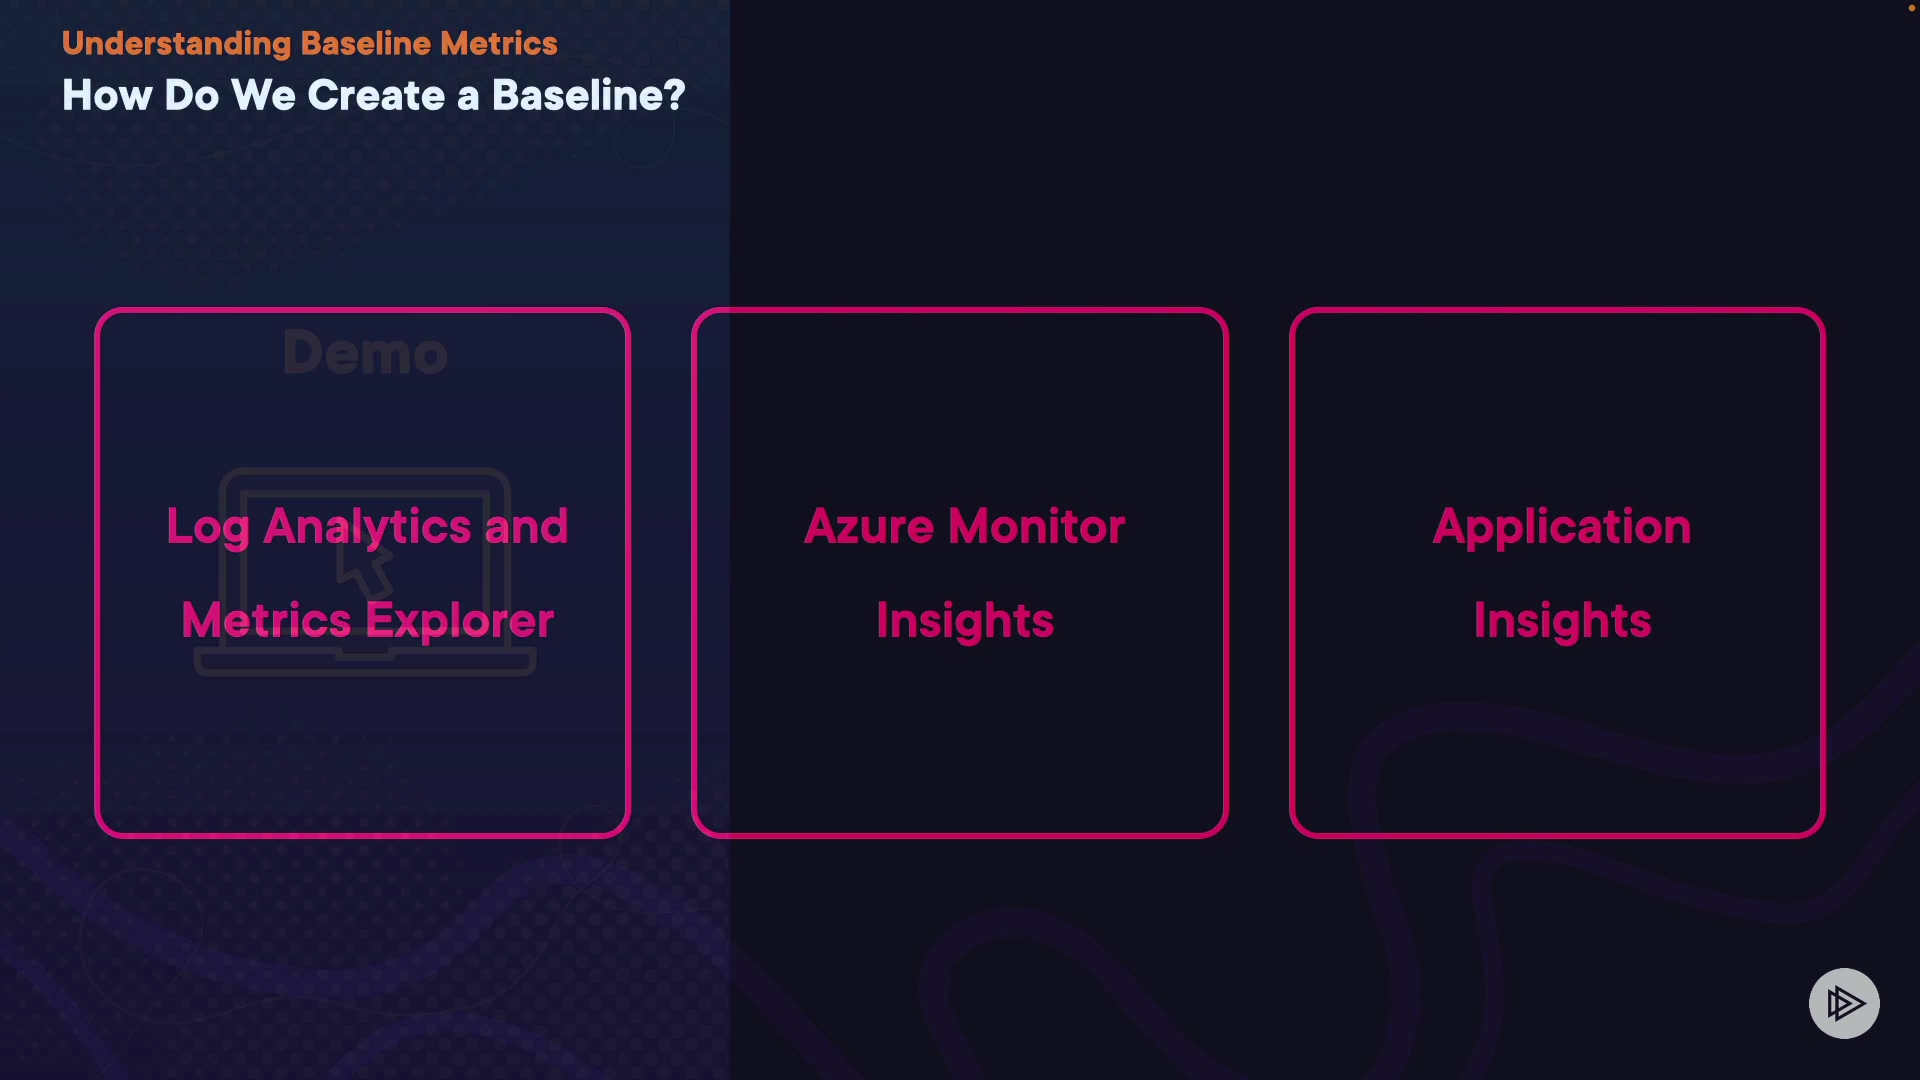 Understanding Baseline Metrics
How Do We Create a Baseline?
Demo
Log Analytics and
Metrics Explorer
Azure Monitor
Insights
Application
Insights